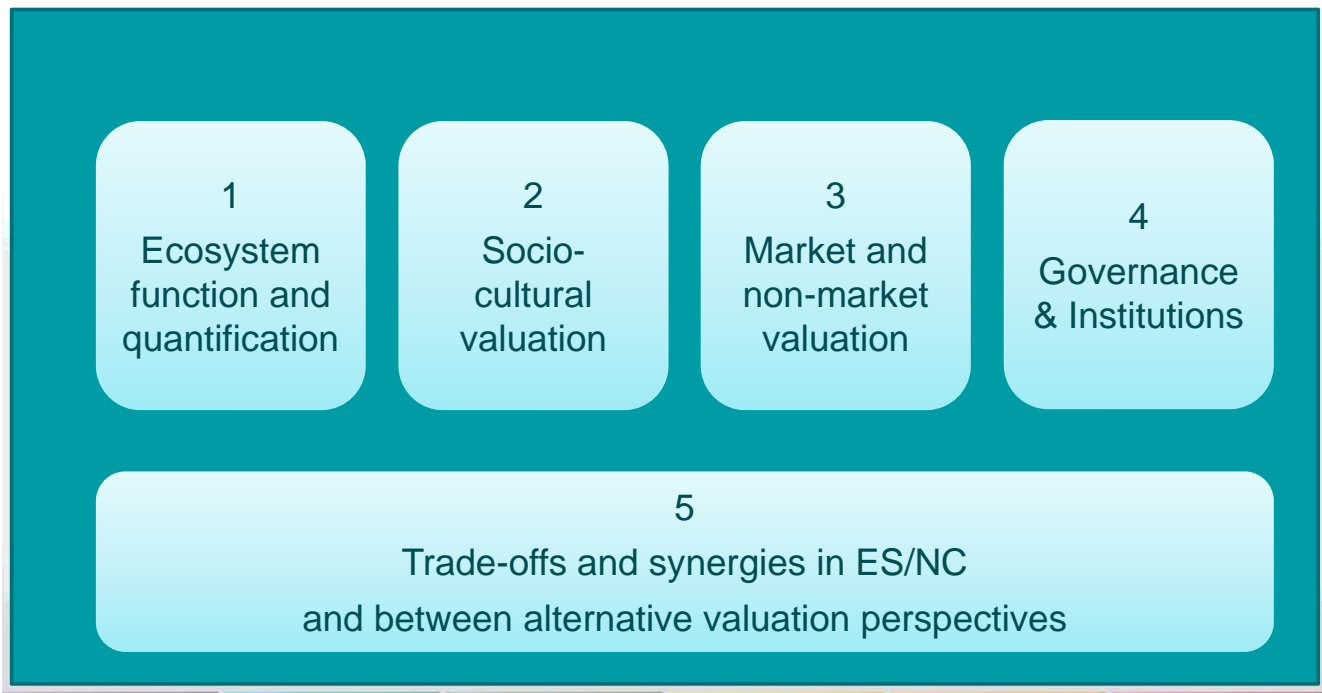 1
Ecosystem
function and
quantification
2
Socio-
cultural
valuation
3
Market and
non-market
valuation
4
Governance
& Institutions
5
Trade-offs and synergies in ES/NC
and between alternative valuation perspectives